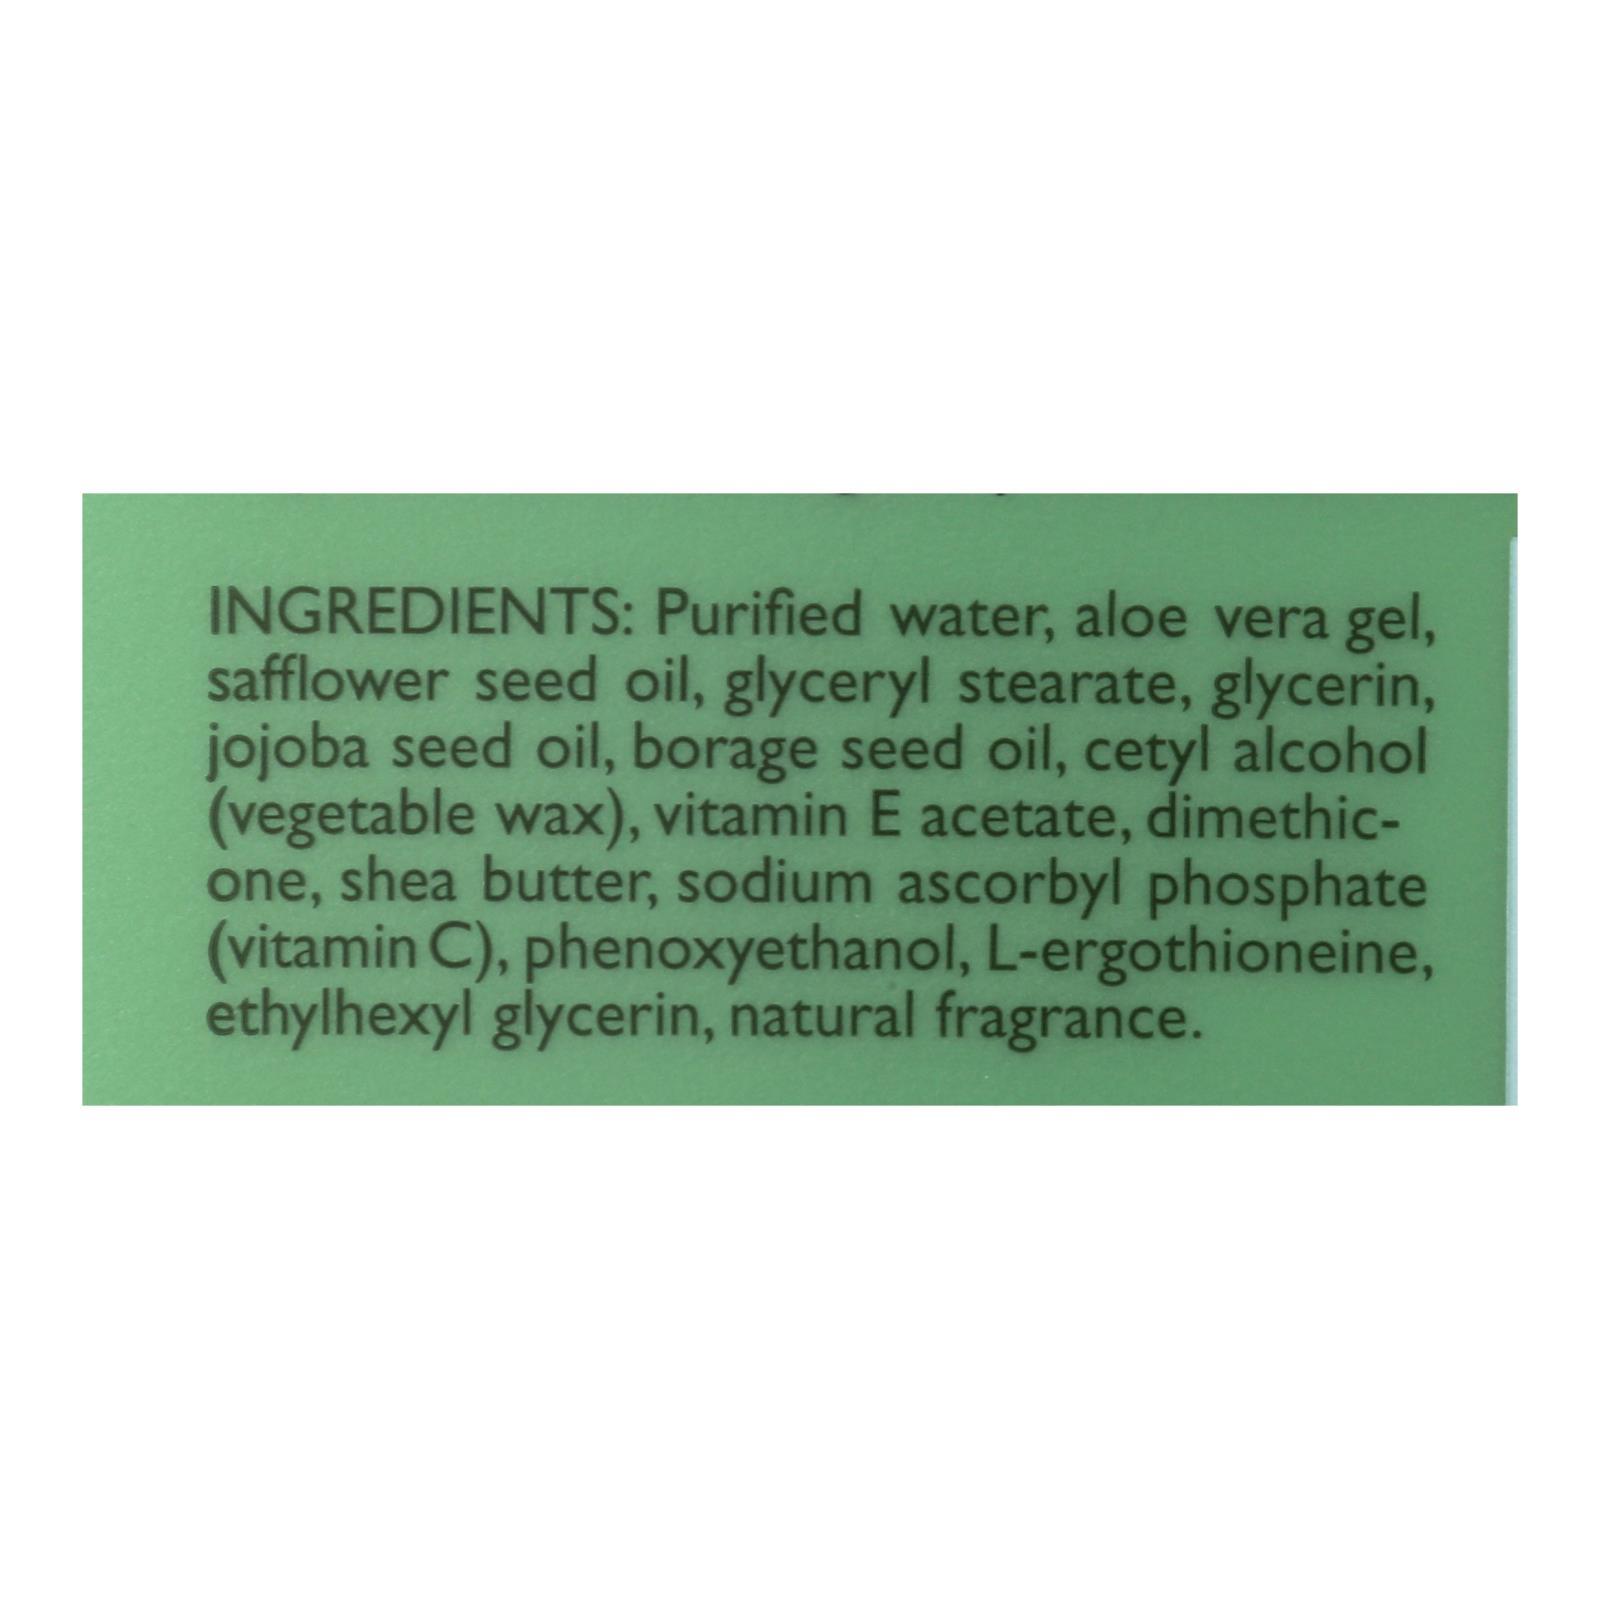 INGREDIENTS: Purified water, aloe vera gel,
safflower seed oil, glyceryl stearate, glycerin,
jojoba seed oil, borage seed oil, cetyl alcohol
(vegetable wax), vitamin E acetate, dimethic-
one, shea butter, sodium ascorbyl phosphate
(vitamin C), phenoxyethanol, L-ergothioneine,
ethylhexyl glycerin, natural fragrance.